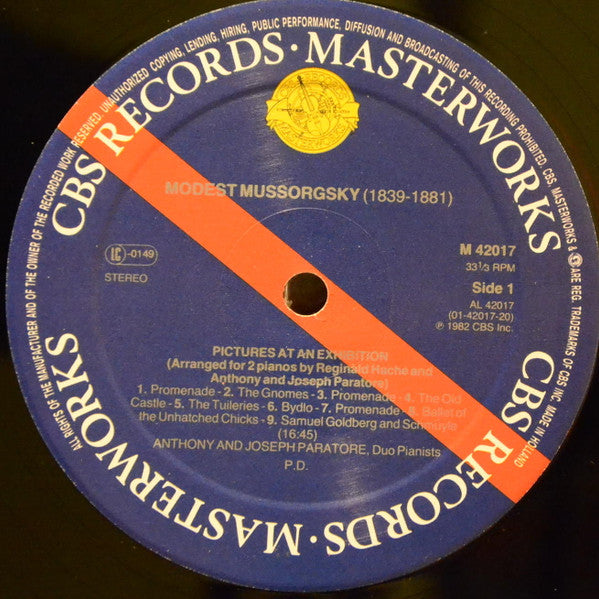 ALL RIGHTS OF THE MANUFACTURER AND OF THE OWNER OF THE RECORDED WORK RESERVED. UNAUTHORIZED COPYING, LENDING, HIRING, PUBLIC PERFORMANCE, DIFFUSION AND BROADCASTING OF THIS RECORDING PROHIBITED. CBS, MASTERWORKS & ARE REG. TRADEMARKS OF CBS INC. MADE IN HOLLAND
CBS RECORDS · MASTERWORKS
MODEST MUSSORGSKY (1839-1881)
LC-0149
STEREO
M 42017
33⅓ RPM
Side 1
AL 42017
(01-42017-20)
℗ 1982 CBS Inc.
PICTURES AT AN EXHIBITION
(Arranged for 2 pianos by Reginald Hache and
Anthony and Joseph Paratore)
1. Promenade - 2. The Gnomes - 3. Promenade - 4. The Old
Castle - 5. The Tuileries - 6. Bydlo - 7. Promenade - 8. Ballet of
the Unhatched Chicks - 9. Samuel Goldberg and Schmuyle
(16:45)
ANTHONY AND JOSEPH PARATORE, Duo Pianists
P.D.
CBS RECORDS · MASTERWORKS